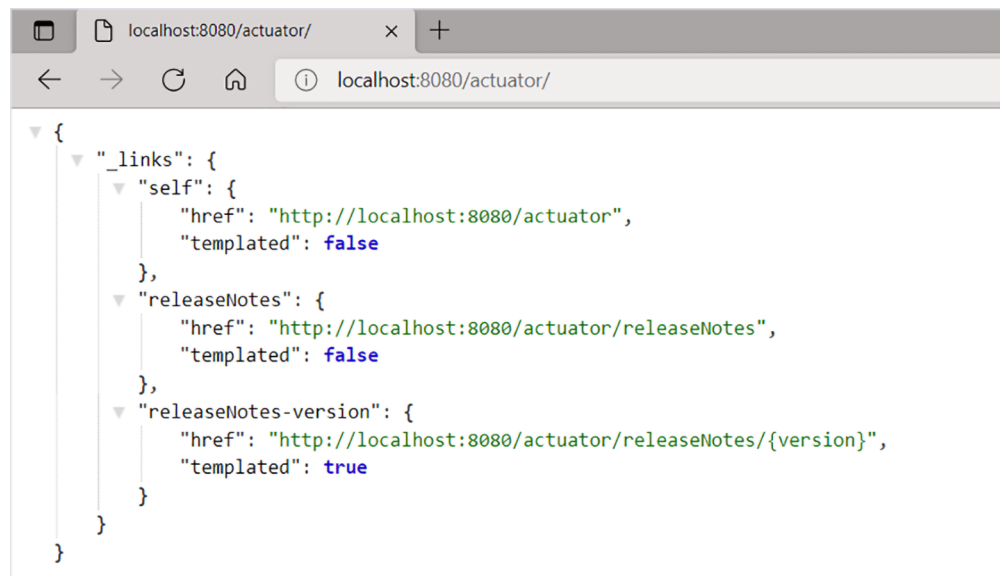 localhost:8080/actuator/
localhost:8080/actuator/
{
"_links": {
"self": {
"href": "http://localhost:8080/actuator",
"templated": false
},
"releaseNotes": {
"href": "http://localhost:8080/actuator/releaseNotes",
"templated": false
},
"releaseNotes-version": {
"href": "http://localhost:8080/actuator/releaseNotes/{version}",
"templated": true
}
}
}